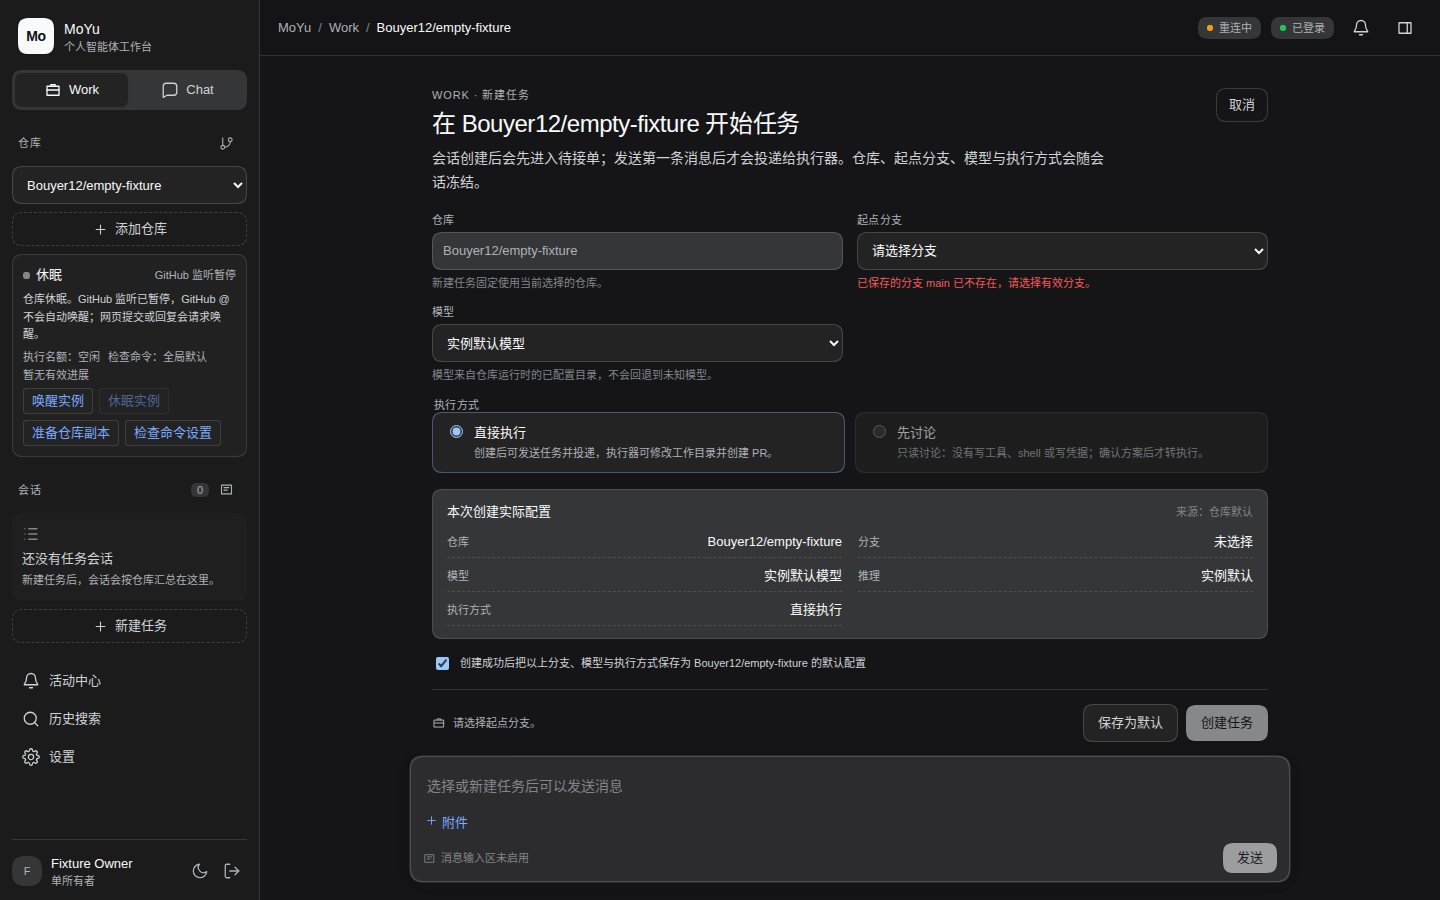 Mo
MoYu
个人智能体工作台
Work
Chat
仓库
Bouyer12/empty-fixture
添加仓库
休眠
GitHub 监听暂停
仓库休眠。GitHub 监听已暂停，GitHub @
不会自动唤醒；网页提交或回复会请求唤
醒。
执行名额：空闲 检查命令：全局默认
暂无有效进展
唤醒实例
休眠实例
准备仓库副本
检查命令设置
会话
0
还没有任务会话
新建任务后，会话会按仓库汇总在这里。
新建任务
活动中心
历史搜索
设置
F
Fixture Owner
单所有者
MoYu / Work / Bouyer12/empty-fixture
重连中
已登录
WORK · 新建任务
在 Bouyer12/empty-fixture 开始任务
取消
会话创建后会先进入待接单；发送第一条消息后才会投递给执行器。仓库、起点分支、模型与执行方式会随会
话冻结。
仓库
Bouyer12/empty-fixture
新建任务固定使用当前选择的仓库。
起点分支
请选择分支
已保存的分支 main 已不存在，请选择有效分支。
模型
实例默认模型
模型来自仓库运行时的已配置目录，不会回退到未知模型。
执行方式
直接执行
创建后可发送任务并投递，执行器可修改工作目录并创建 PR。
先讨论
只读讨论：没有写工具、shell 或写凭据；确认方案后才转执行。
本次创建实际配置
来源：仓库默认
仓库
Bouyer12/empty-fixture
分支
未选择
模型
实例默认模型
推理
实例默认
执行方式
直接执行
创建成功后把以上分支、模型与执行方式保存为 Bouyer12/empty-fixture 的默认配置
请选择起点分支。
保存为默认
创建任务
选择或新建任务后可以发送消息
附件
消息输入区未启用
发送